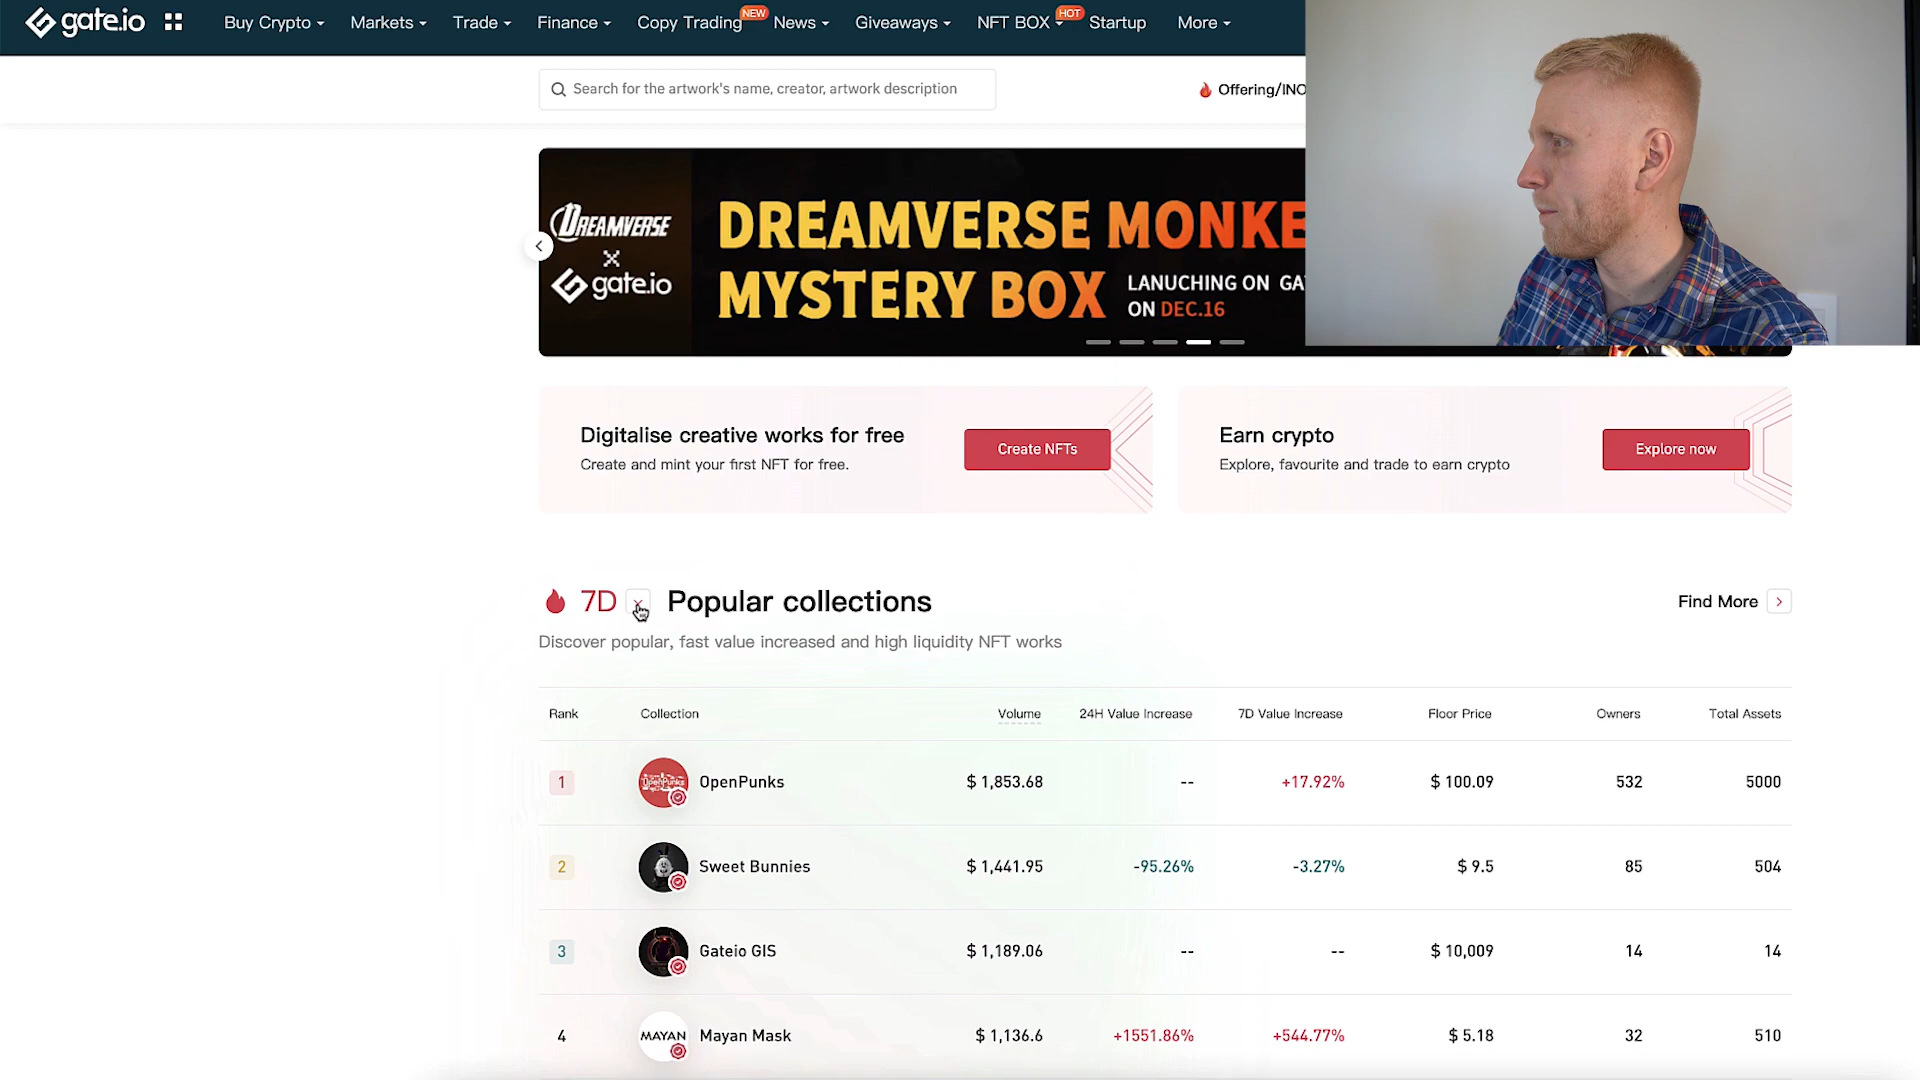 gate.io Buy Crypto Markets Trade Finance Copy Trading NEW News Giveaways NFT BOX HOT Startup More
Search for the artwork's name, creator, artwork description
Offering/INO
DREAMVERSE
X
gate.io
DREAMVERSE MONKE
MYSTERY BOX
LANUCHING ON GA
ON DEC.16
Digitalise creative works for free
Create and mint your first NFT for free.
Create NFTs
Earn crypto
Explore, favourite and trade to earn crypto
Explore now
7D Popular collections
Find More
Discover popular, fast value increased and high liquidity NFT works
Rank Collection Volume 24H Value Increase 7D Value Increase Floor Price Owners Total Assets
1 OpenPunks OpenPunks $ 1,853.68 -- +17.92% $ 100.09 532 5000
2 Sweet Bunnies $ 1,441.95 -95.26% -3.27% $ 9.5 85 504
3 Gateio GIS $ 1,189.06 -- -- $ 10,009 14 14
4 MAYAN Mayan Mask $ 1,136.6 +1551.86% +544.77% $ 5.18 32 510